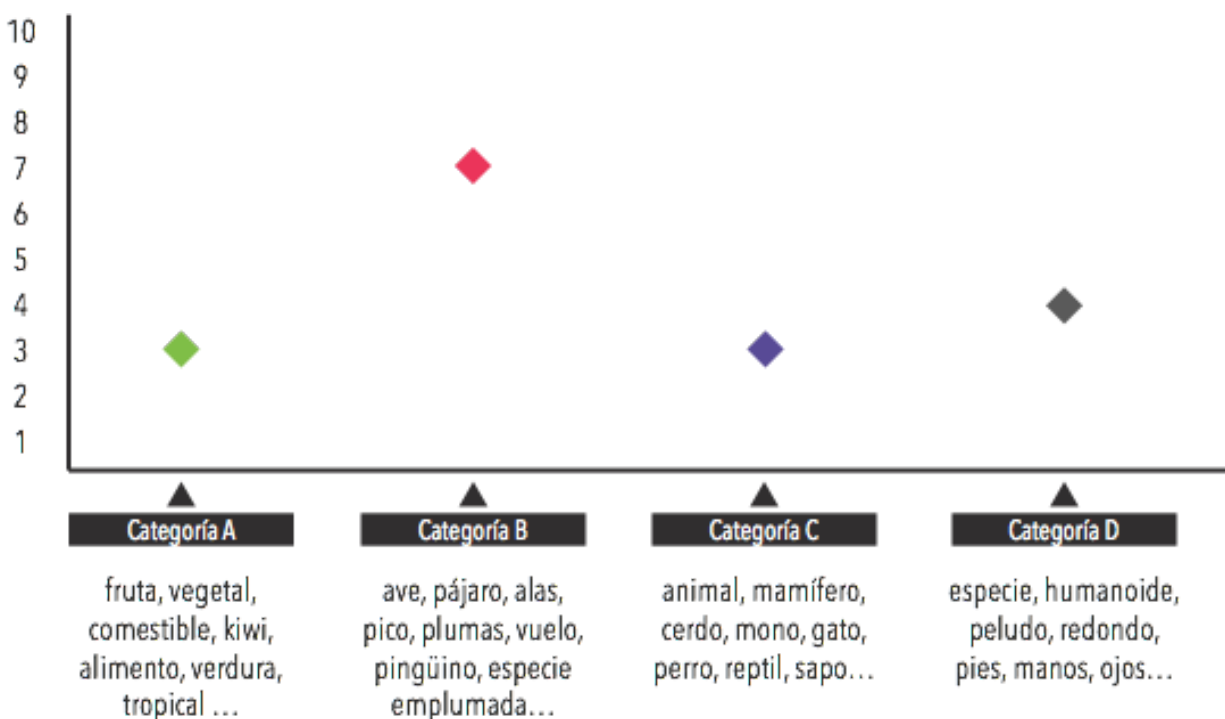 10
9
8
7
6
5
4
3
2
1
Categoría A
fruta, vegetal,
comestible, kiwi,
alimento, verdura,
tropical ...
Categoría B
ave, pájaro, alas,
pico, plumas, vuelo,
pingüino, especie
emplumada...
Categoría C
animal, mamífero,
cerdo, mono, gato,
perro, reptil, sapo...
Categoría D
especie, humanoide,
peludo, redondo,
pies, manos, ojos...